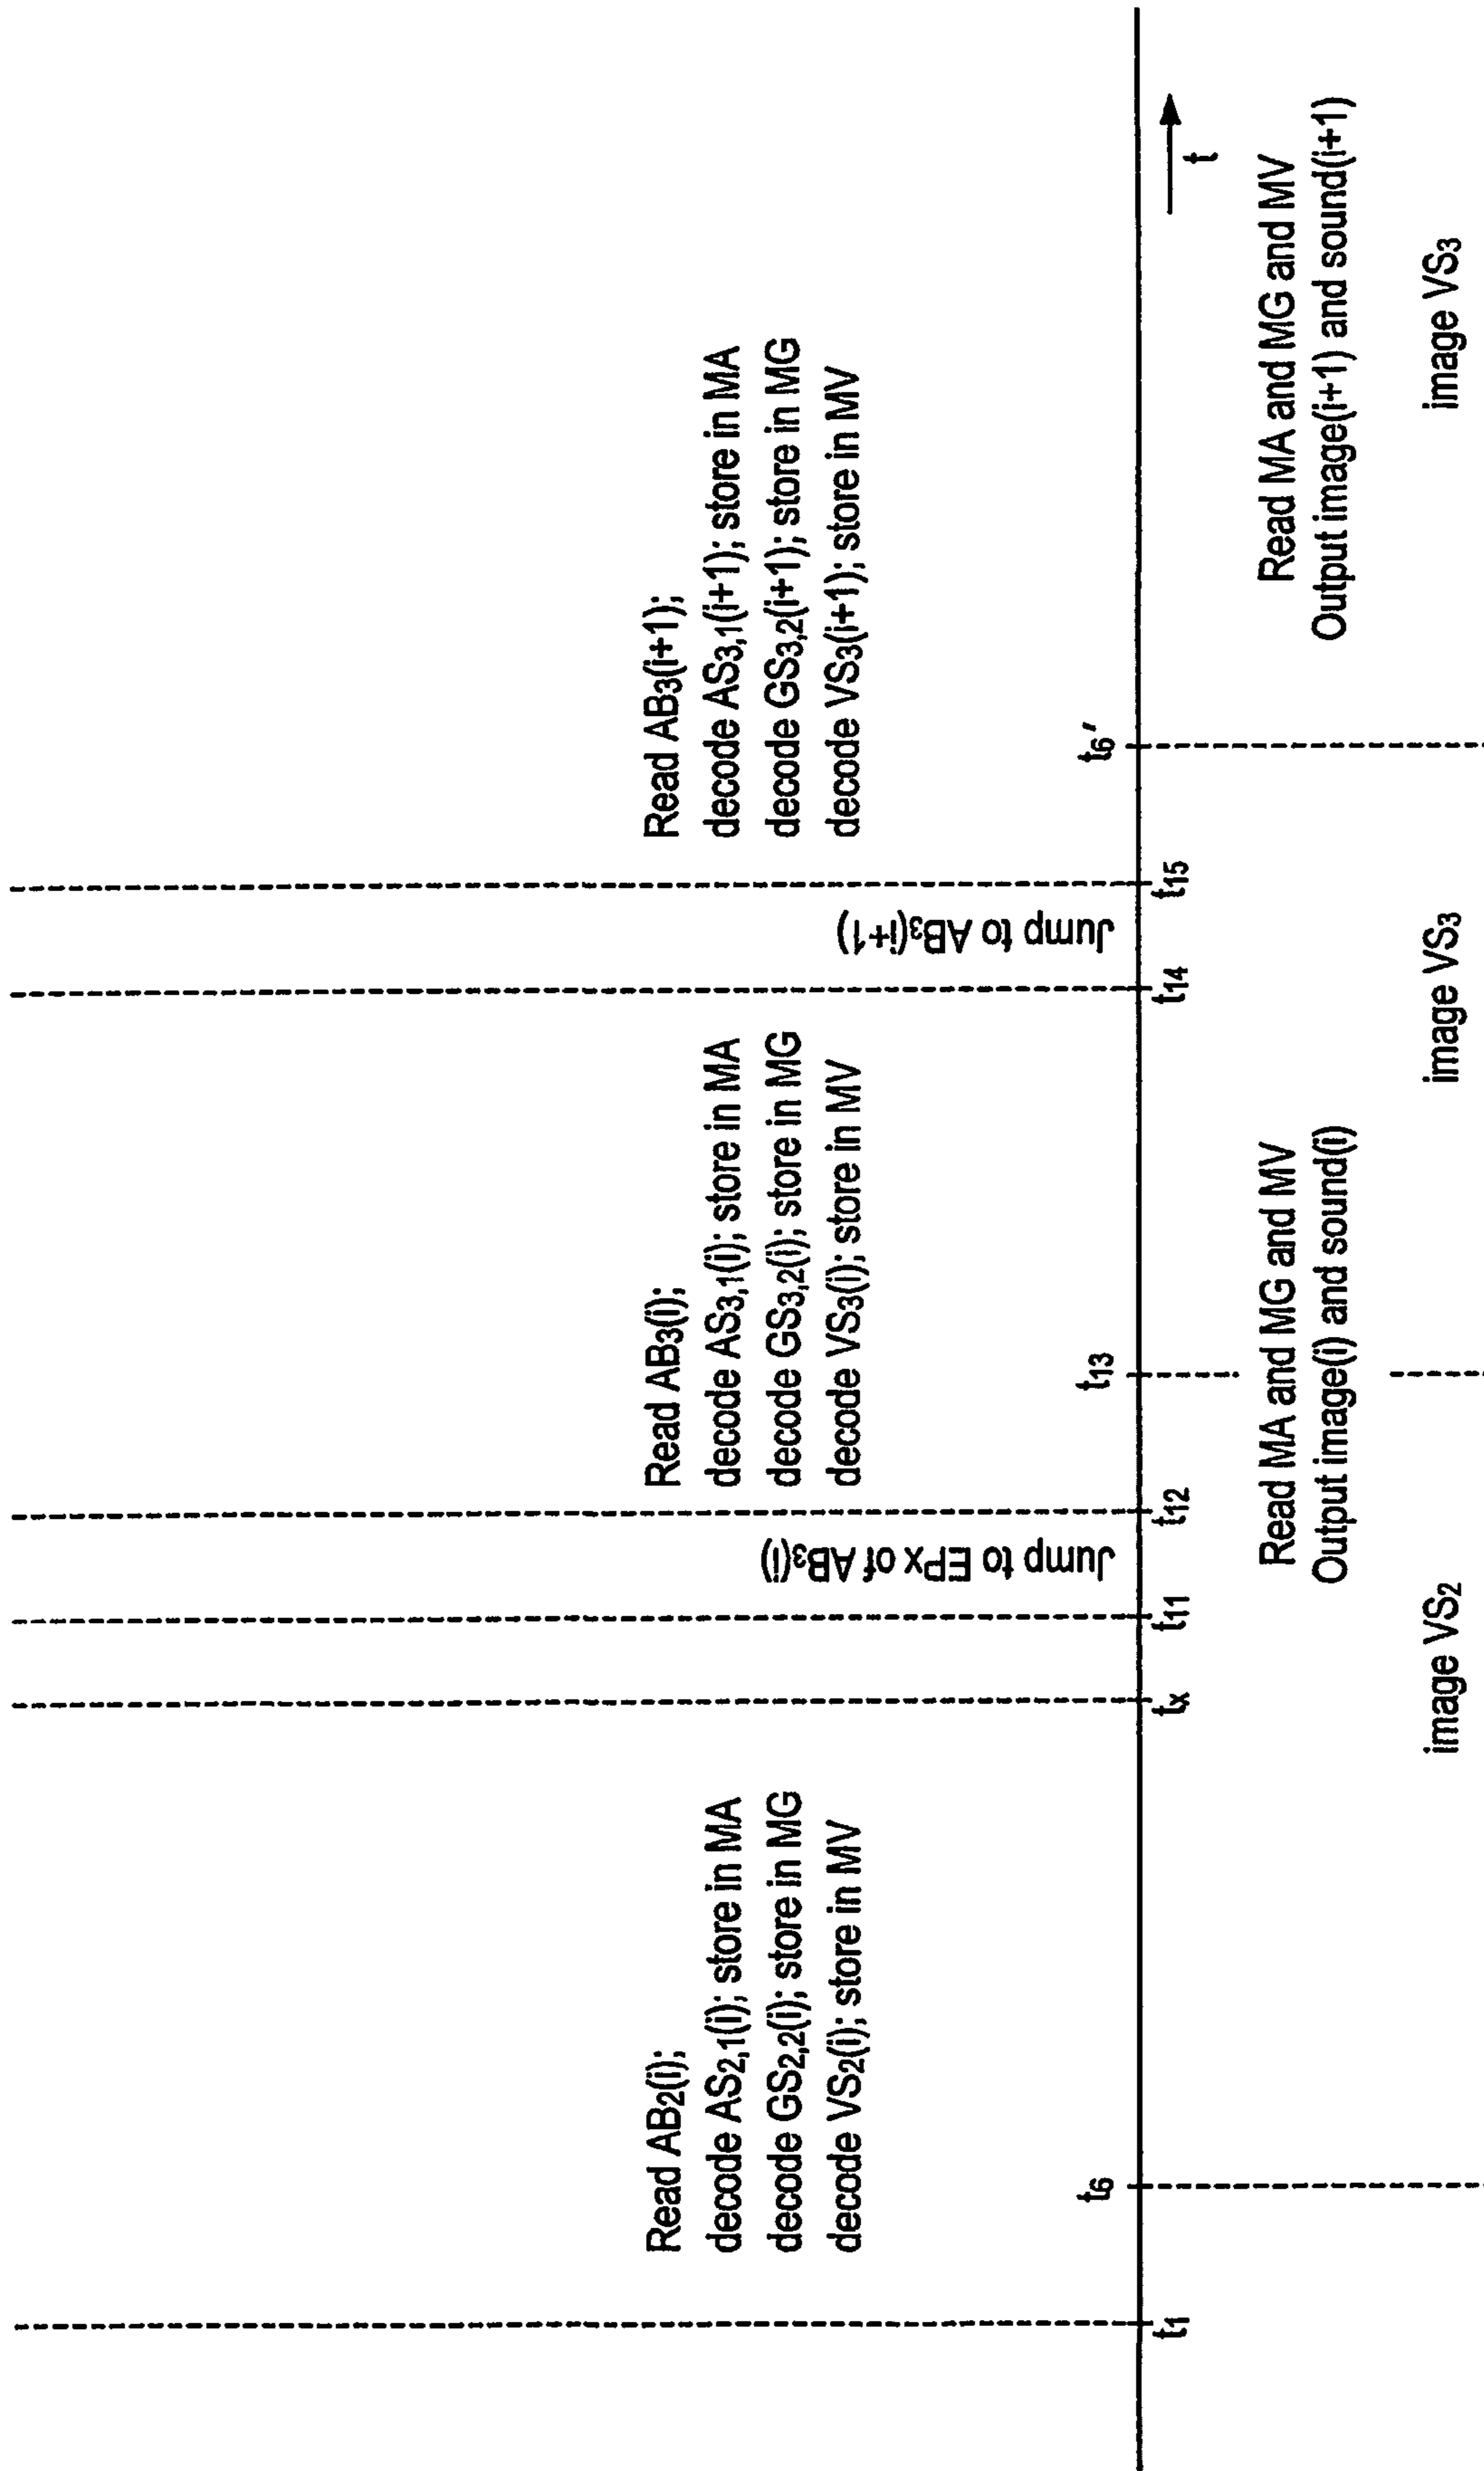 Read AB2(i);
decode AS2,1(i); store in MA
decode GS2,2(i); store in MG
decode VS2(i); store in MV
Jump to EPx of AB3(i)
Read AB3(i);
decode AS3,1(i); store in MA
decode GS3,2(i); store in MG
decode VS3(i); store in MV
Jump to AB3(i+1)
Read AB3(i+1);
decode AS3,1(i+1); store in MA
decode GS3,2(i+1); store in MG
decode VS3(i+1); store in MV
t1
t6
tx
t11
t12
t13
t14
t15
t6'
t
Read MA and MG and MV
Output image(i) and sound(i)
Read MA and MG and MV
Output image(i+1) and sound(i+1)
image VS2
image VS3
image VS3